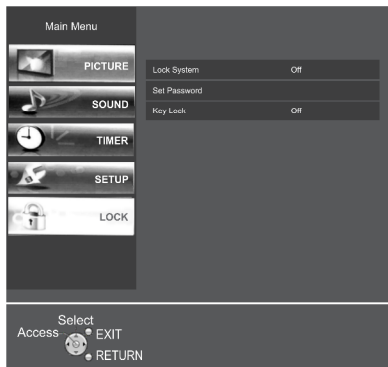 Main Menu
PICTURE
SOUND
TIMER
SETUP
LOCK
Lock System Off
Set Password
Key Lock Off
Select
Access
EXIT
RETURN